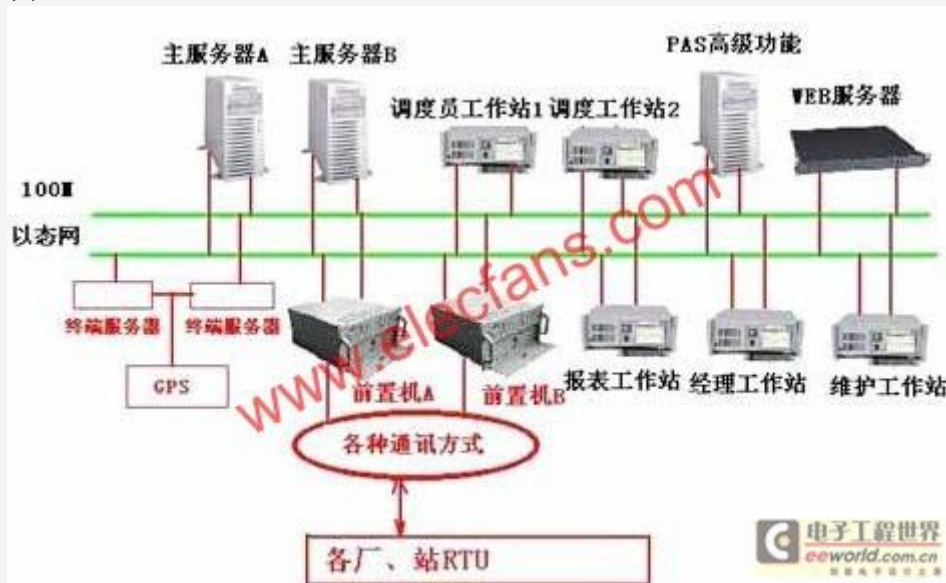 主服务器A 主服务器B
PAS高级功能
调度员工作站1 调度工作站2
WEB服务器
100M
以态网
终端服务器 终端服务器
GPS
前置机A 前置机B
报表工作站 经理工作站 维护工作站
各种通讯方式
各厂、站RTU
www.elecfans.com
电子工程世界
eeworld.com.cn